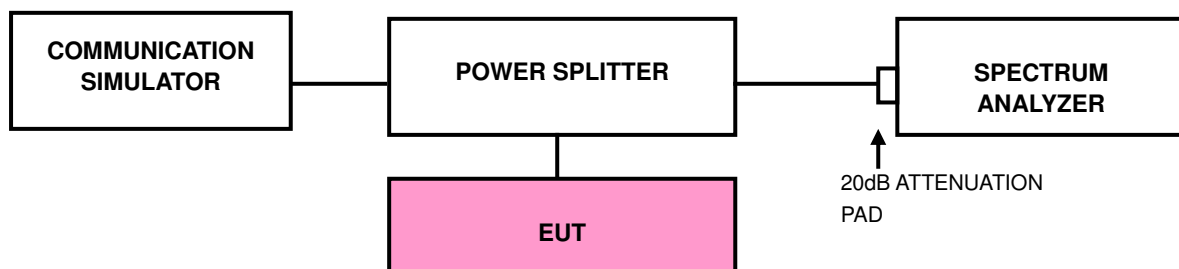 COMMUNICATION
SIMULATOR
POWER SPLITTER
SPECTRUM
ANALYZER
20dB ATTENUATION
PAD
EUT